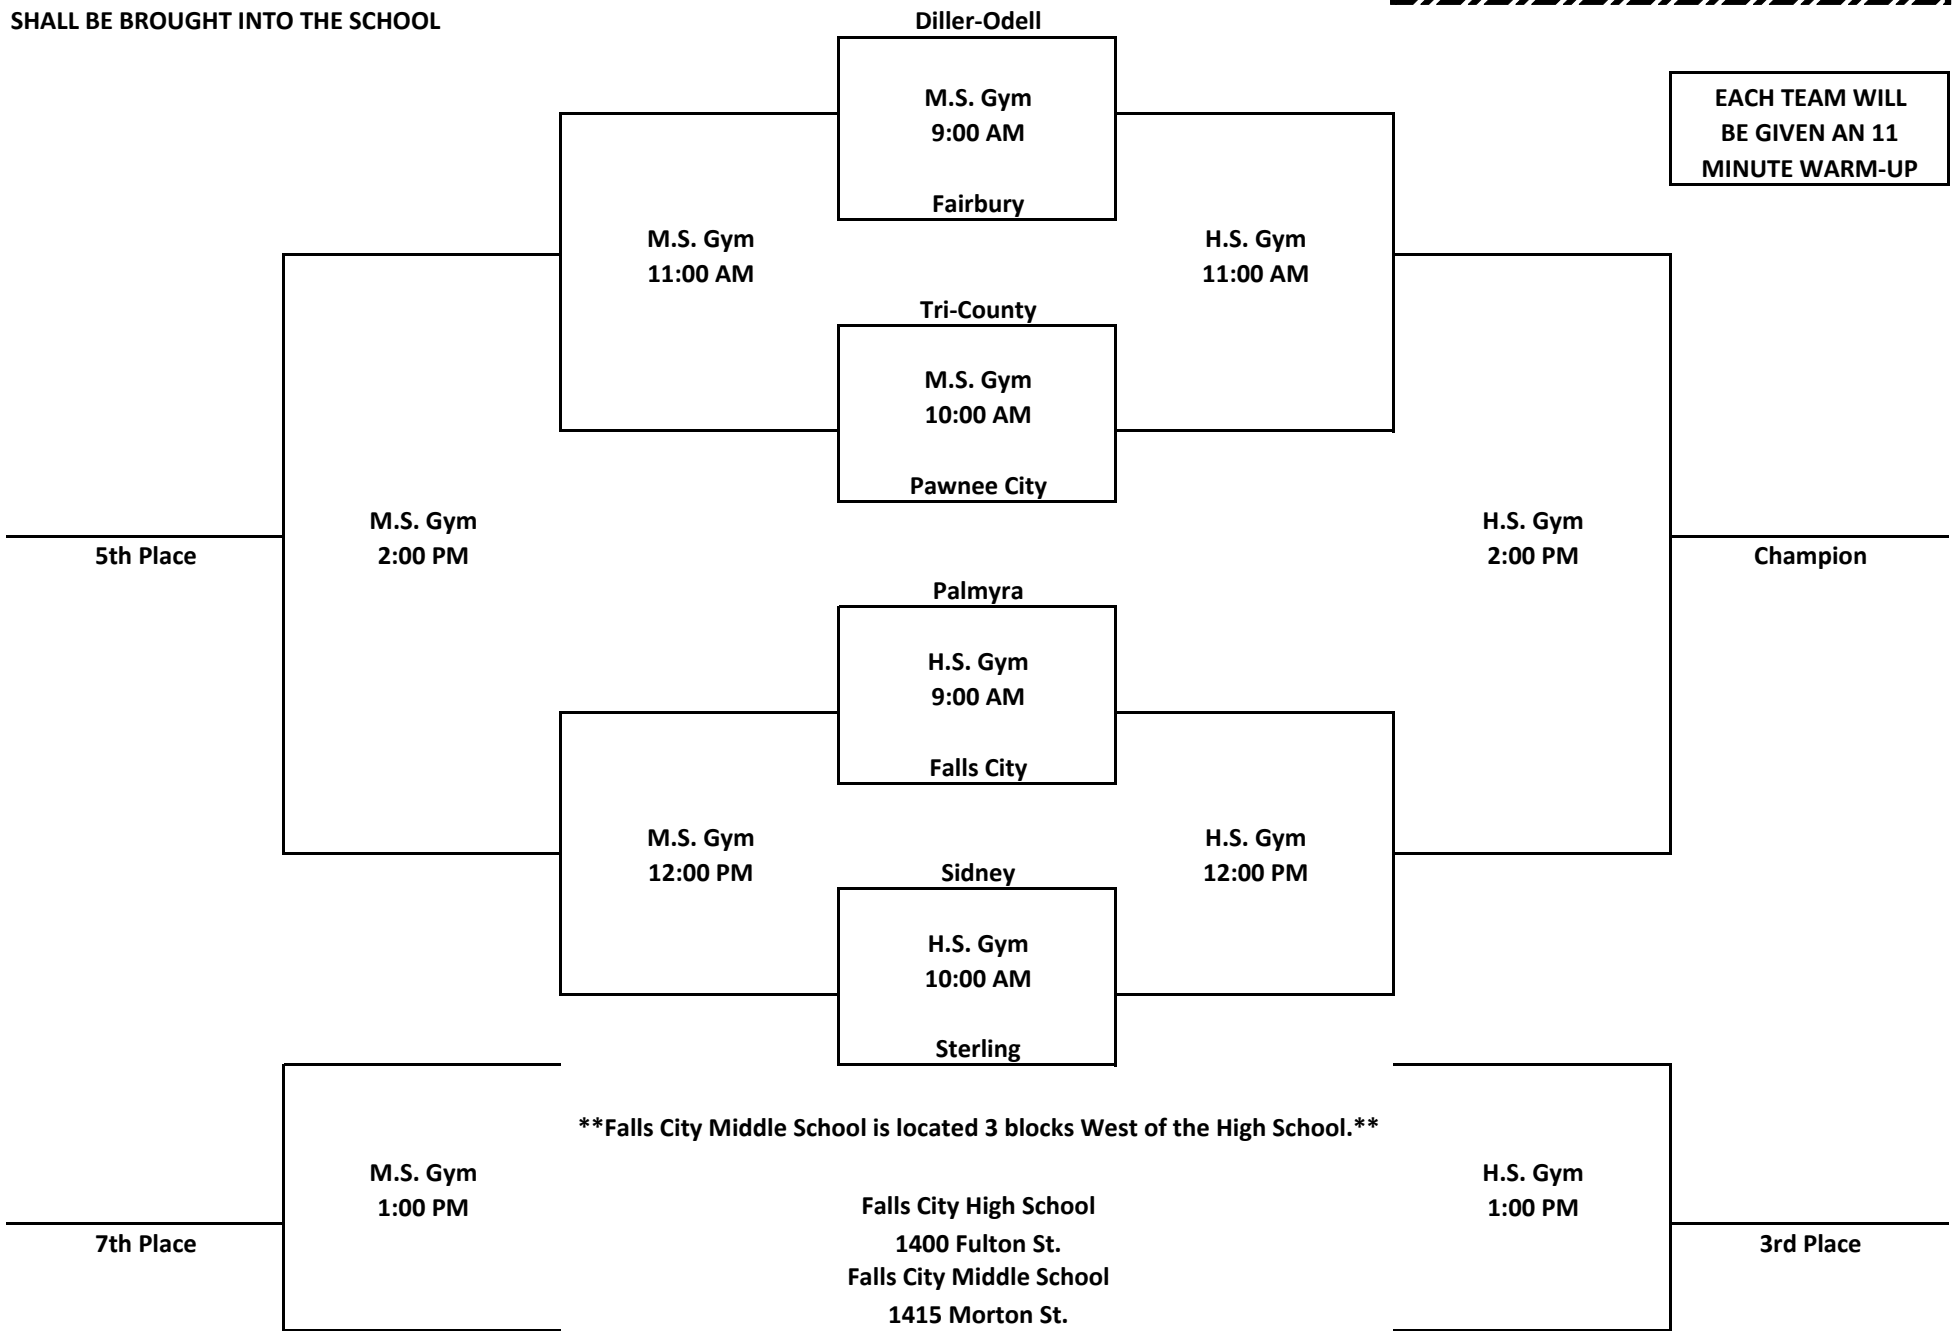 SHALL BE BROUGHT INTO THE SCHOOL
Diller-Odell
M.S. Gym
9:00 AM
Fairbury
EACH TEAM WILL
BE GIVEN AN 11
MINUTE WARM-UP
M.S. Gym
11:00 AM
H.S. Gym
11:00 AM
Tri-County
M.S. Gym
10:00 AM
Pawnee City
M.S. Gym
2:00 PM
5th Place
H.S. Gym
2:00 PM
Champion
Palmyra
H.S. Gym
9:00 AM
Falls City
M.S. Gym
12:00 PM
H.S. Gym
12:00 PM
Sidney
H.S. Gym
10:00 AM
Sterling
**Falls City Middle School is located 3 blocks West of the High School.**
M.S. Gym
1:00 PM
7th Place
H.S. Gym
1:00 PM
3rd Place
Falls City High School
1400 Fulton St.
Falls City Middle School
1415 Morton St.